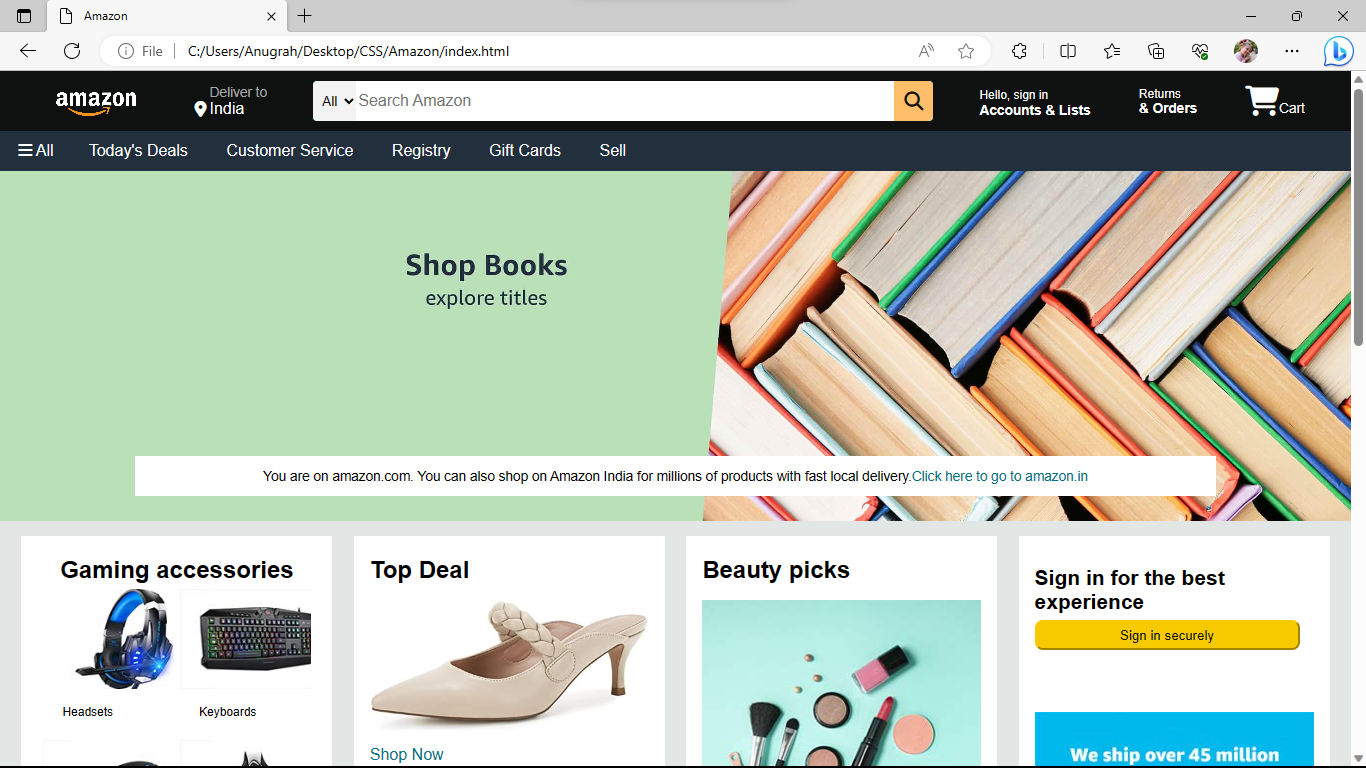 Amazon
File
C:/Users/Anugrah/Desktop/CSS/Amazon/index.html
amazon
Deliver to
India
All
Search Amazon
Hello, sign in
Accounts & Lists
Returns
& Orders
Cart
All
Today's Deals
Customer Service
Registry
Gift Cards
Sell
Shop Books
explore titles
You are on amazon.com. You can also shop on Amazon India for millions of products with fast local delivery.Click here to go to amazon.in
Gaming accessories
Headsets
Keyboards
Top Deal
Shop Now
Beauty picks
Sign in for the best
experience
Sign in securely
We ship over 45 million